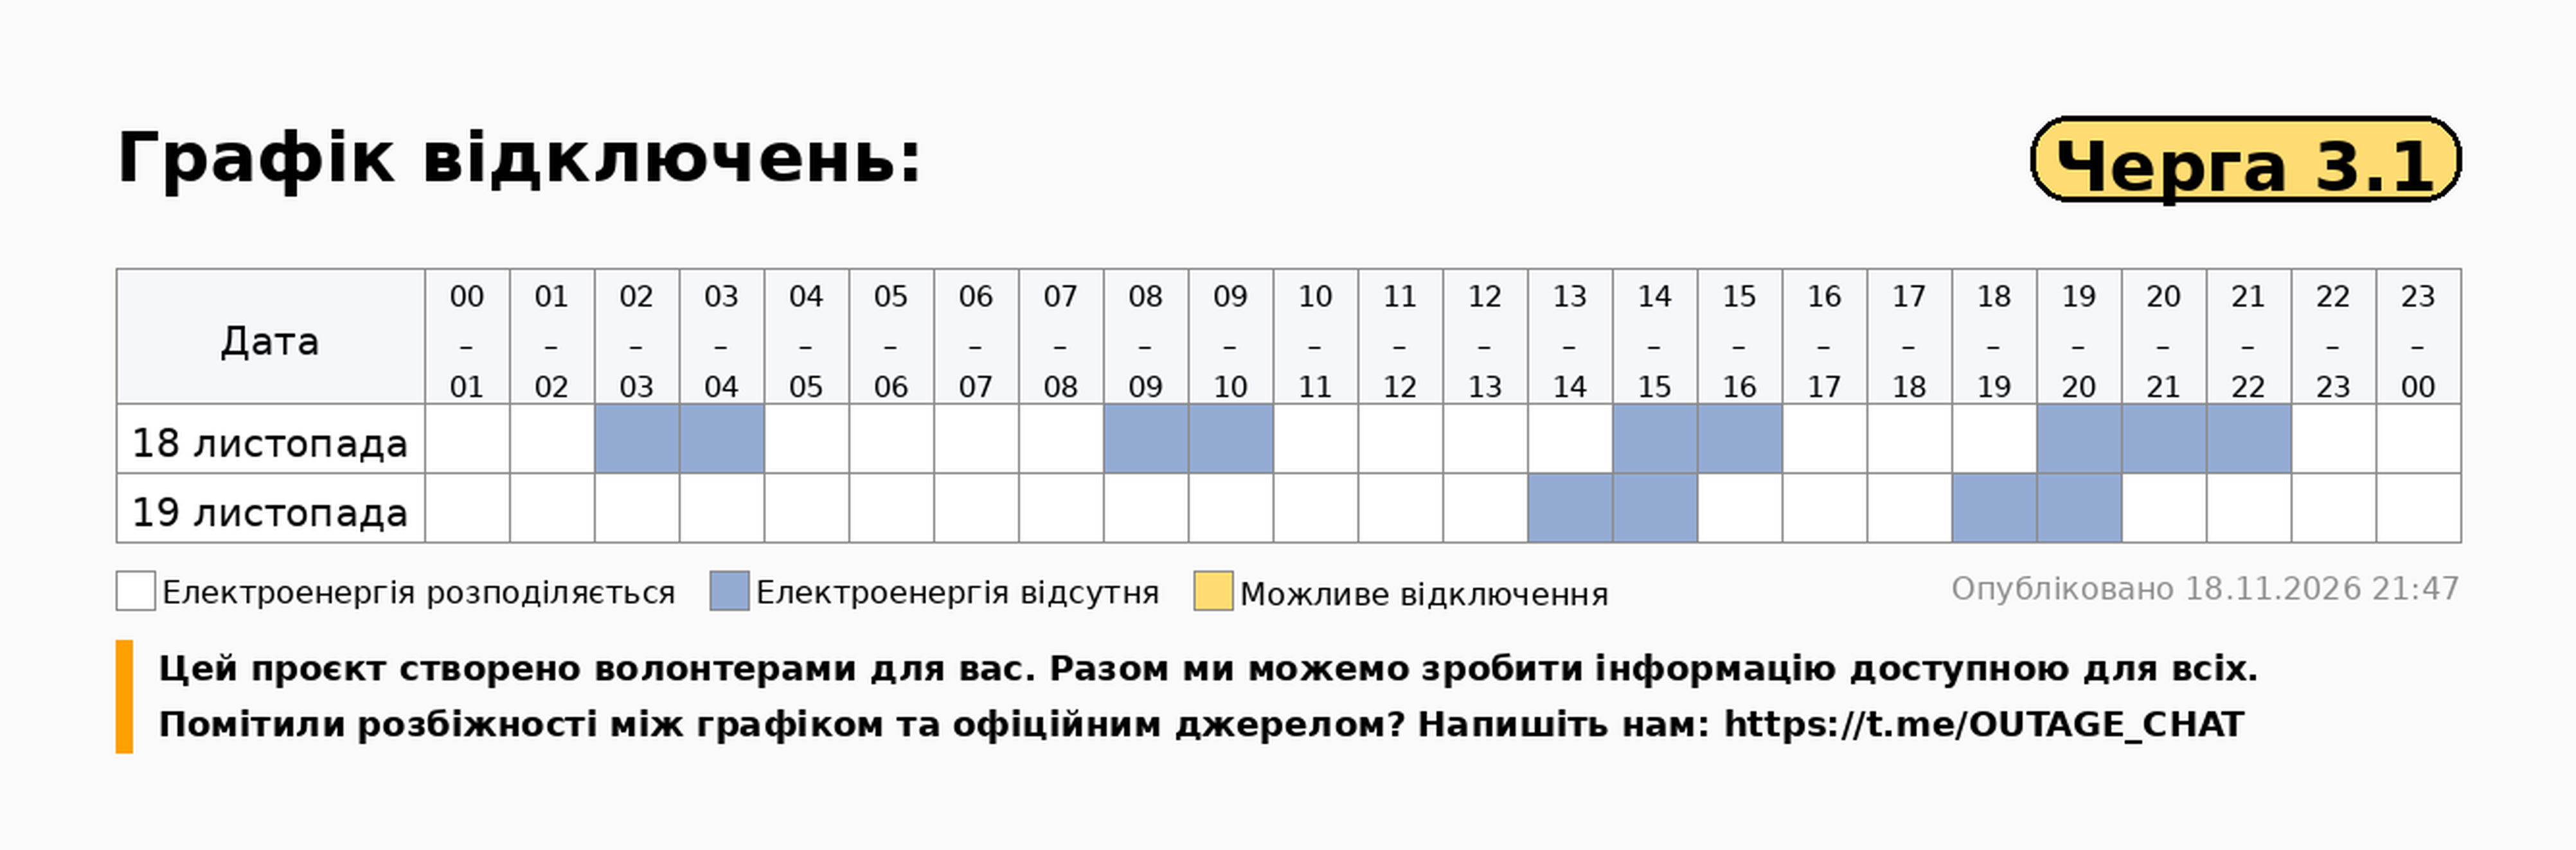 Графік відключень:
Черга 3.1
Дата
00 – 01
01 – 02
02 – 03
03 – 04
04 – 05
05 – 06
06 – 07
07 – 08
08 – 09
09 – 10
10 – 11
11 – 12
12 – 13
13 – 14
14 – 15
15 – 16
16 – 17
17 – 18
18 – 19
19 – 20
20 – 21
21 – 22
22 – 23
23 – 00
18 листопада
19 листопада
Електроенергія розподіляється
Електроенергія відсутня
Можливе відключення
Опубліковано 18.11.2026 21:47
Цей проєкт створено волонтерами для вас. Разом ми можемо зробити інформацію доступною для всіх.
Помітили розбіжності між графіком та офіційним джерелом? Напишіть нам: https://t.me/OUTAGE_CHAT